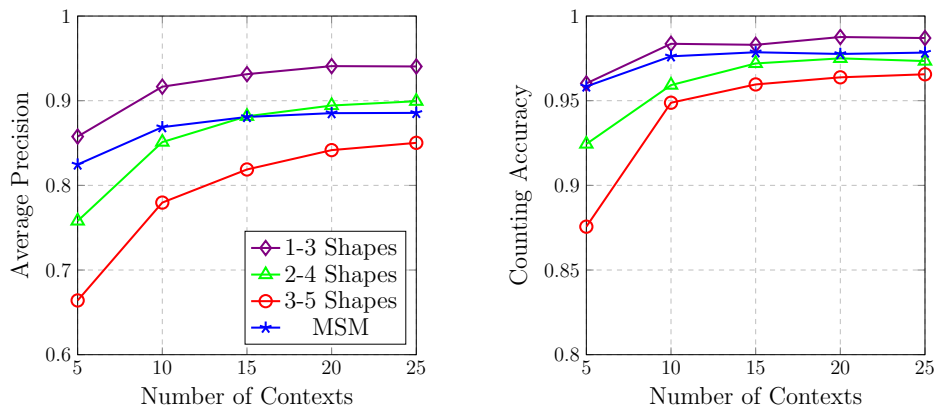 Average Precision
1
0.9
0.8
0.7
0.6
5 10 15 20 25
Number of Contexts
1-3 Shapes
2-4 Shapes
3-5 Shapes
MSM
Counting Accuracy
1
0.95
0.9
0.85
0.8
5 10 15 20 25
Number of Contexts